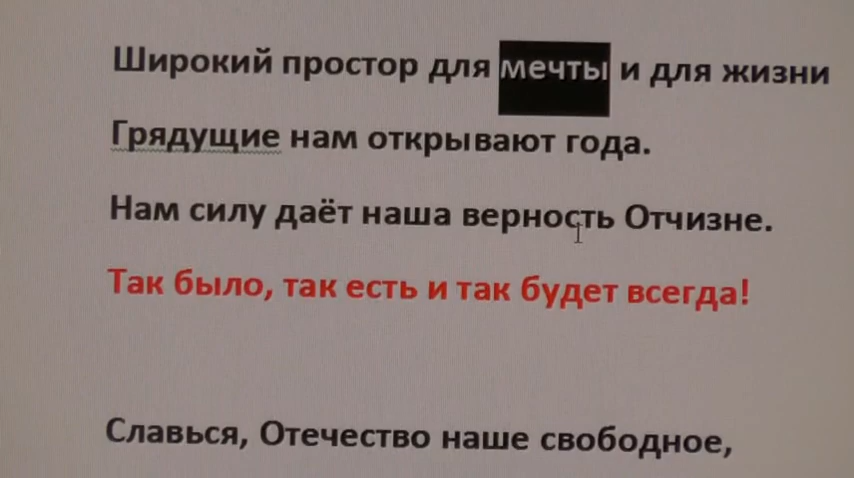 Широкий простор для мечты и для жизни
Грядущие нам открывают года.
Нам силу даёт наша верность Отчизне.
Так было, так есть и так будет всегда!
Славься, Отечество наше свободное,